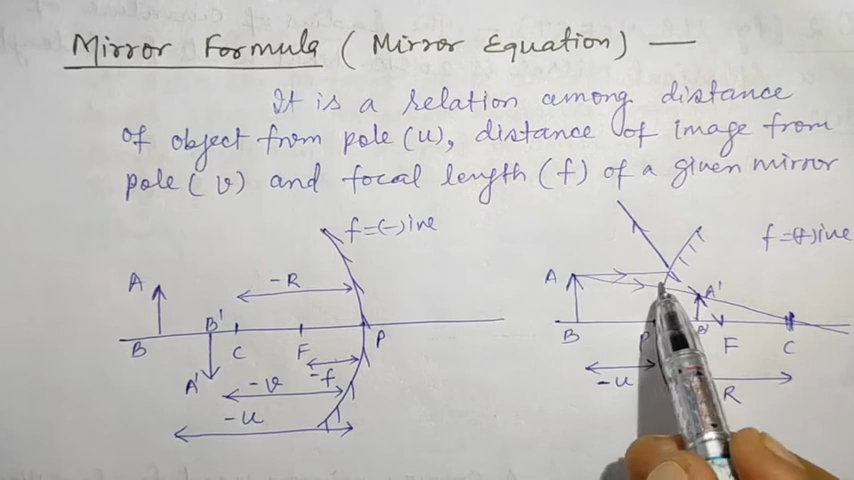 Mirror Formula ( Mirror Equation) —
It is a relation among distance
of object from pole (u), distance of image from
pole (v) and focal length (f) of a given mirror
f=(-)ive
f=(+)ive
A
-R
A
A'
B
B'
C
F
P
B
P
B'
F
C
A'
-v
-f
-u
-u
R